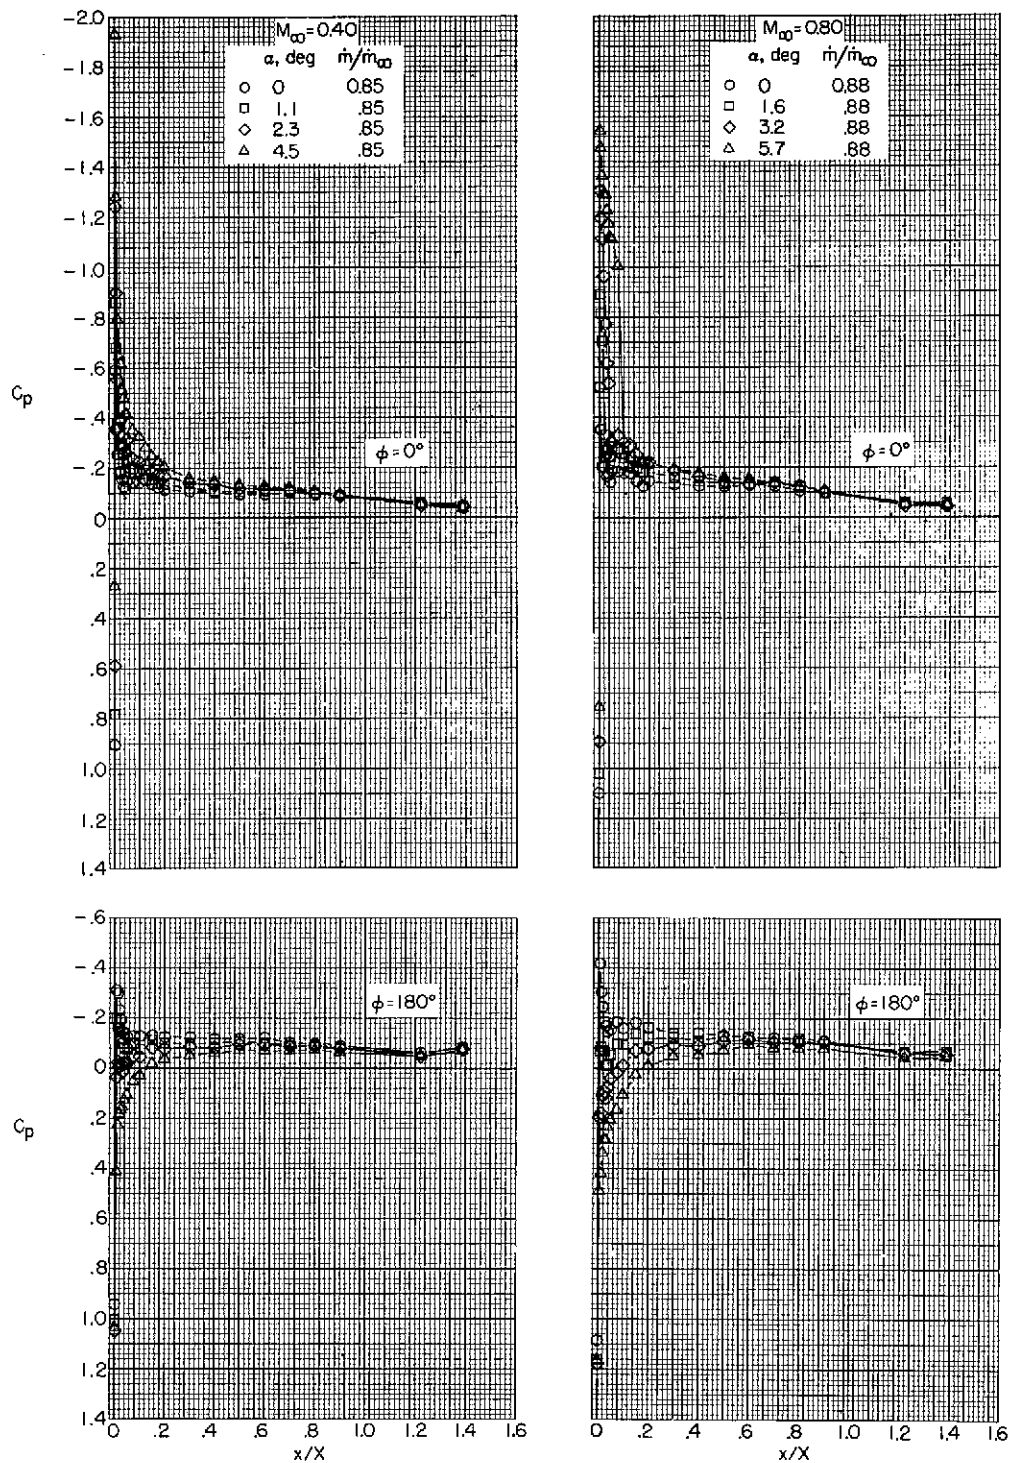 M∞=0.40
α, deg ṁ/ṁ∞
○ 0 0.85
□ 1.1 .85
◇ 2.3 .85
△ 4.5 .85
-2.0
-1.8
-1.6
-1.4
-1.2
-1.0
-.8
-.6
-.4
-.2
0
.2
.4
.6
.8
1.0
1.2
1.4
Cp
φ=0°
M∞=0.80
α, deg ṁ/ṁ∞
○ 0 0.88
□ 1.6 .88
◇ 3.2 .88
△ 5.7 .88
φ=0°
-.6
-.4
-.2
0
.2
.4
.6
.8
1.0
1.2
1.4
Cp
φ=180°
0 .2 .4 .6 .8 1.0 1.2 1.4 1.6
x/X
φ=180°
0 .2 .4 .6 .8 1.0 1.2 1.4 1.6
x/X